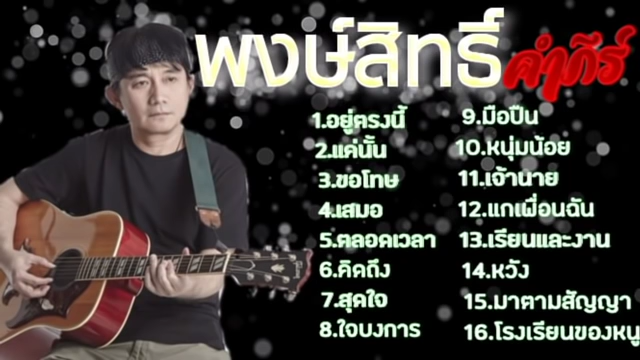 พงษ์สิทธิ์ คำภีร์
1.อยู่ตรงนี้
2.แค่นั้น
3.ขอโทษ
4.เสมอ
5.ตลอดเวลา
6.คิดถึง
7.สุดใจ
8.ใจบงการ
9.มือปืน
10.หนุ่มน้อย
11.เจ้านาย
12.แกเพื่อนฉัน
13.เรียนและงาน
14.หวัง
15.มาตามสัญญา
16.โรงเรียนของหนู